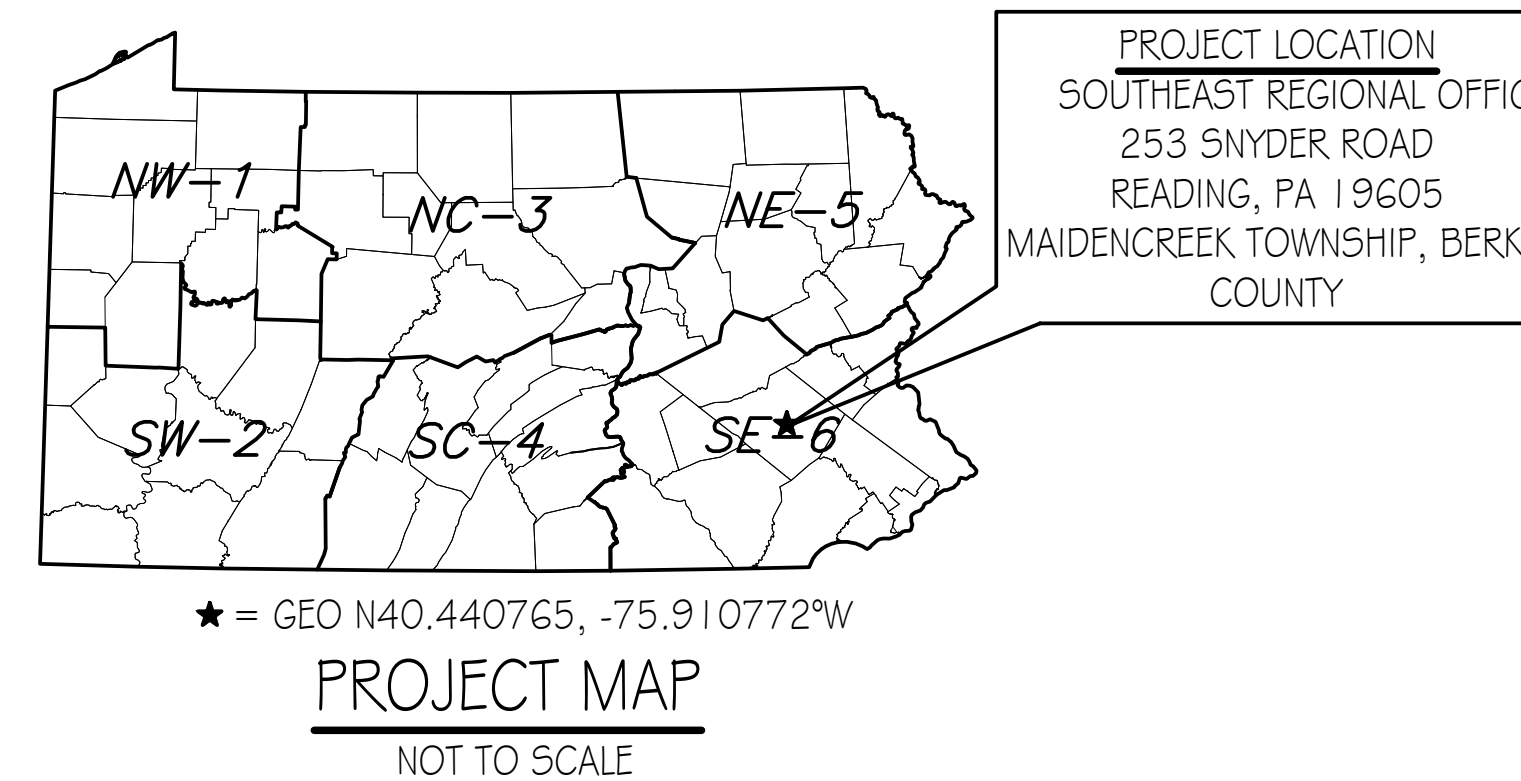 PROJECT LOCATION
SOUTHEAST REGIONAL OFFIC
253 SNYDER ROAD
READING, PA 19605
MAIDENCREEK TOWNSHIP, BERK
COUNTY
NW-1
NC-3
NE-5
SW-2
SC-4
SE-6
★ = GEO N40.440765, -75.910772°W
PROJECT MAP
NOT TO SCALE